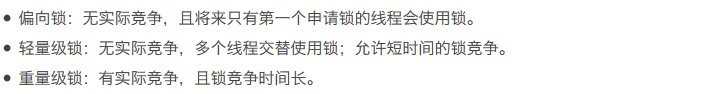 ● 偏向锁：无实际竞争，且将来只有第一个申请锁的线程会使用锁。
● 轻量级锁：无实际竞争，多个线程交替使用锁；允许短时间的锁竞争。
● 重量级锁：有实际竞争，且锁竞争时间长。